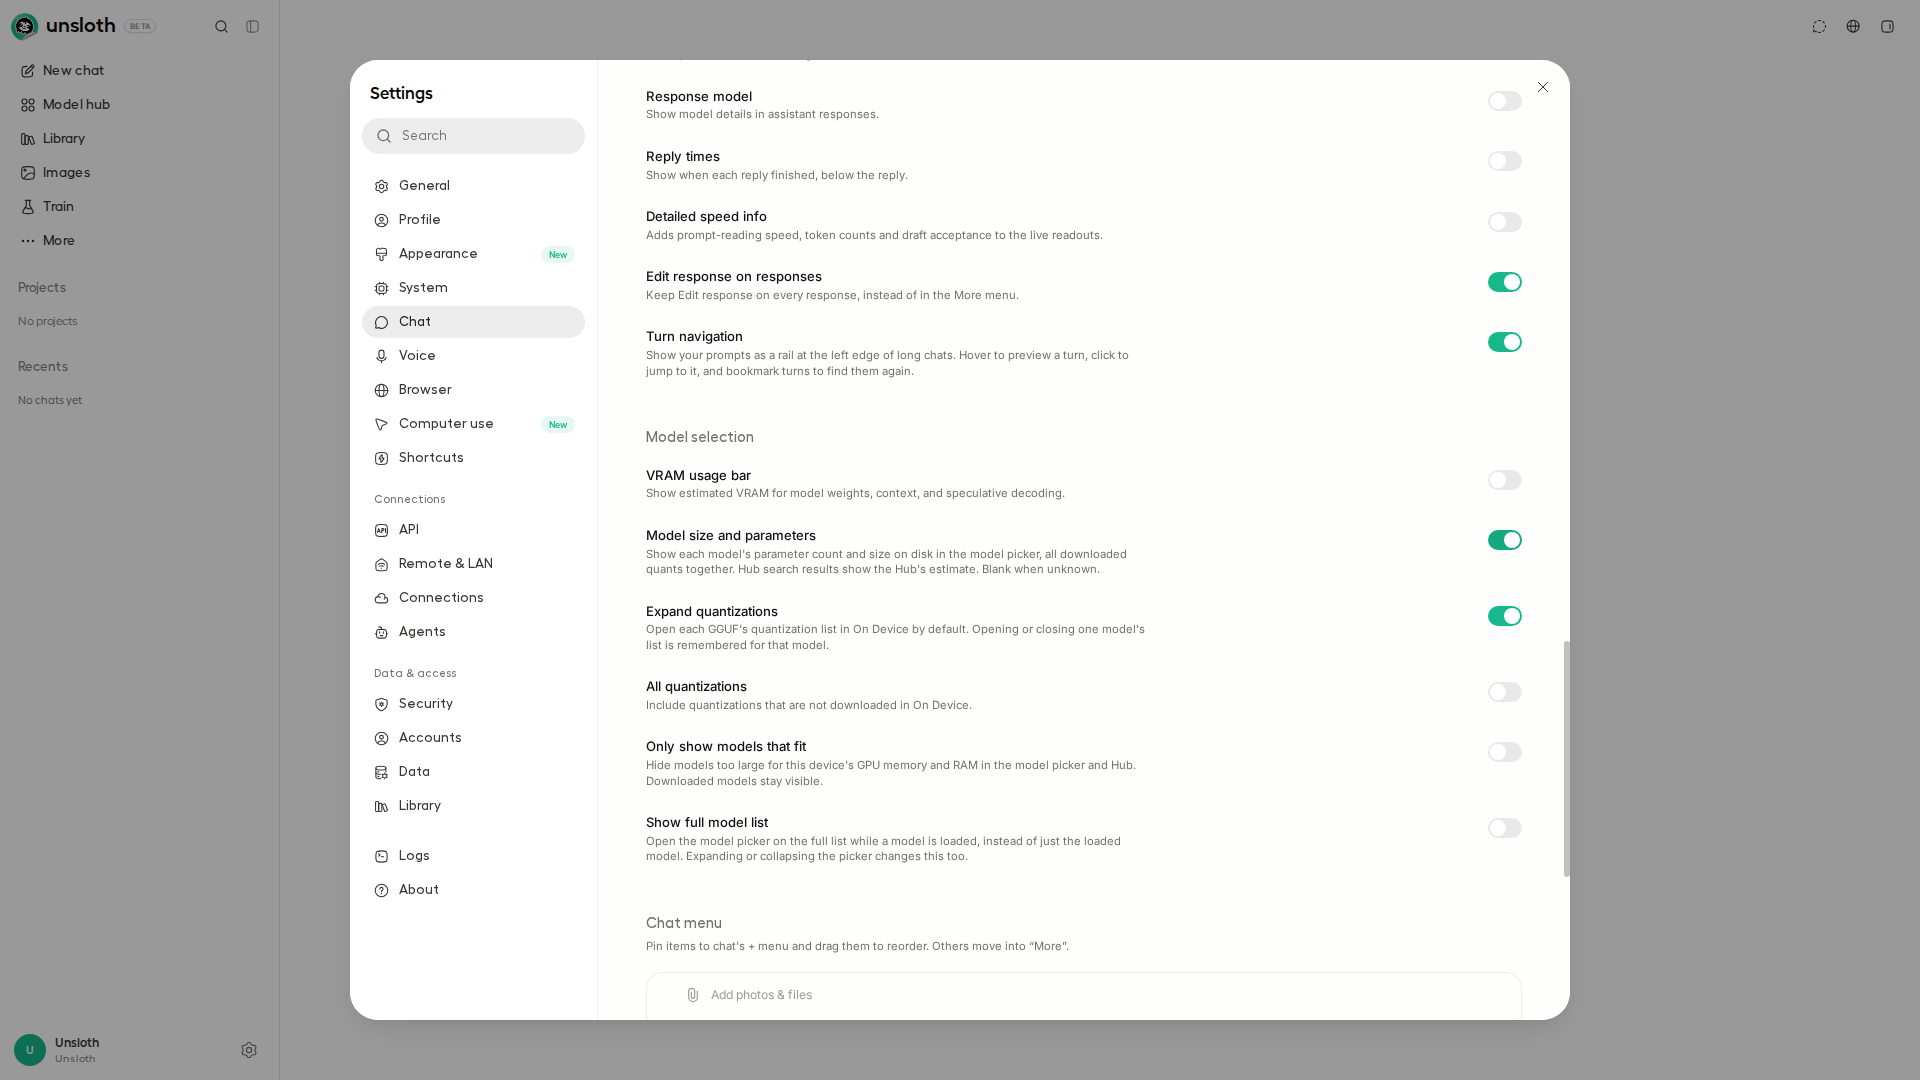 unsloth BETA
New chat
Model hub
Library
Images
Train
More
Projects
No projects
Recents
No chats yet
U
Unsloth
Unsloth
Settings
Search
General
Profile
Appearance New
System
Chat
Voice
Browser
Computer use New
Shortcuts
Connections
API
Remote & LAN
Connections
Agents
Data & access
Security
Accounts
Data
Library
Logs
About
Response model
Show model details in assistant responses.
Reply times
Show when each reply finished, below the reply.
Detailed speed info
Adds prompt-reading speed, token counts and draft acceptance to the live readouts.
Edit response on responses
Keep Edit response on every response, instead of in the More menu.
Turn navigation
Show your prompts as a rail at the left edge of long chats. Hover to preview a turn, click to
jump to it, and bookmark turns to find them again.
Model selection
VRAM usage bar
Show estimated VRAM for model weights, context, and speculative decoding.
Model size and parameters
Show each model's parameter count and size on disk in the model picker, all downloaded
quants together. Hub search results show the Hub's estimate. Blank when unknown.
Expand quantizations
Open each GGUF's quantization list in On Device by default. Opening or closing one model's
list is remembered for that model.
All quantizations
Include quantizations that are not downloaded in On Device.
Only show models that fit
Hide models too large for this device's GPU memory and RAM in the model picker and Hub.
Downloaded models stay visible.
Show full model list
Open the model picker on the full list while a model is loaded, instead of just the loaded
model. Expanding or collapsing the picker changes this too.
Chat menu
Pin items to chat's + menu and drag them to reorder. Others move into “More”.
Add photos & files